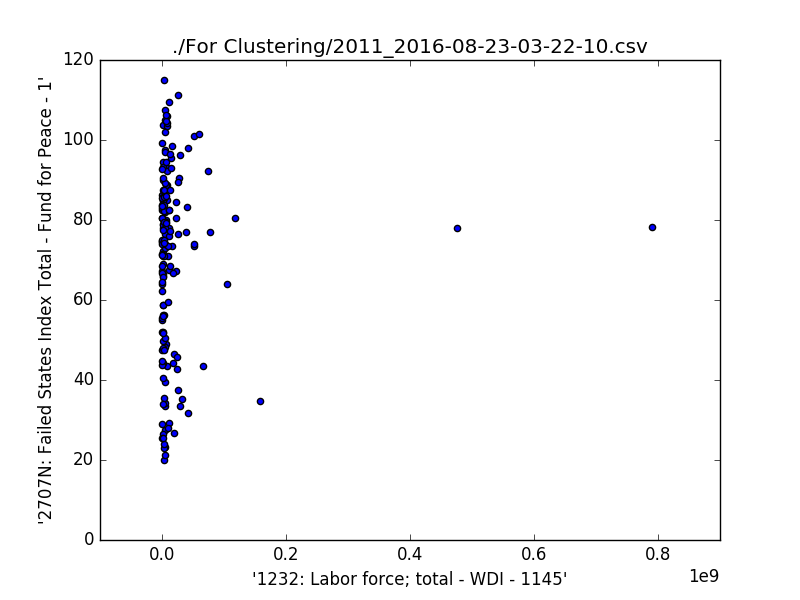 ./For Clustering/2011_2016-08-23-03-22-10.csv
'2707N: Failed States Index Total - Fund for Peace - 1'
120
100
80
60
40
20
0
0.0 0.2 0.4 0.6 0.8
1e9
'1232: Labor force; total - WDI - 1145'